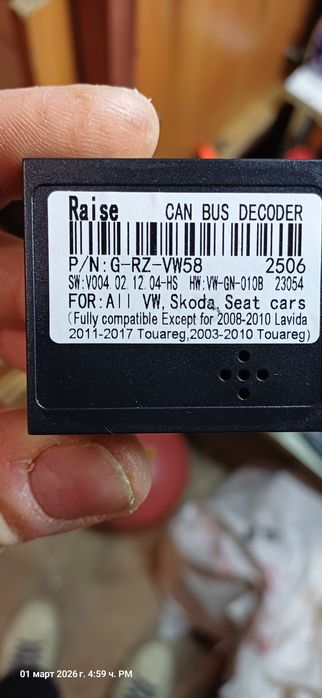 Raise CAN BUS DECODER
P/N:G-RZ-VW58 2506
SW:V004.02.12.04-HS HW:VW-GN-010B 23054
FOR:All VW,Skoda,Seat cars
(Fully compatible Except for 2008-2010 Lavida
2011-2017 Touareg,2003-2010 Touareg)
01 март 2026 г. 4:59 ч. PM